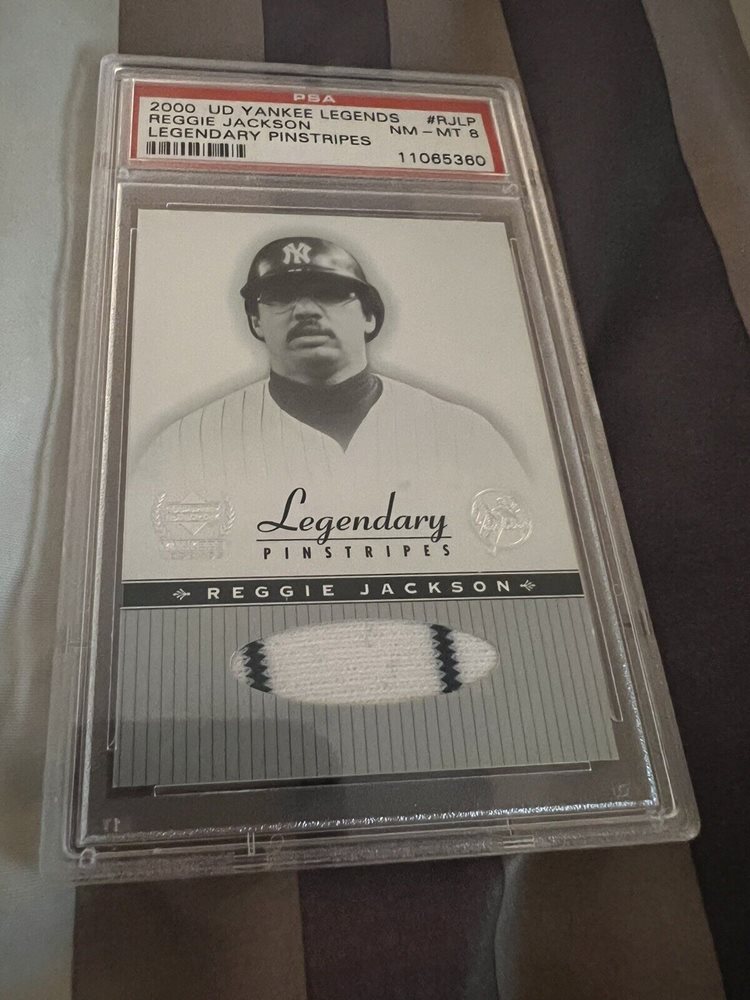 PSA
2000 UD YANKEE LEGENDS #RJLP
REGGIE JACKSON NM - MT 8
LEGENDARY PINSTRIPES
11065360
NY
Legendary
PINSTRIPES
REGGIE JACKSON